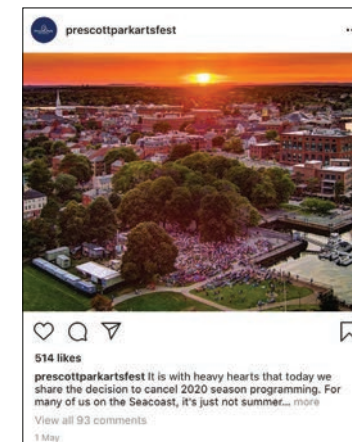 prescottparkartsfest
514 likes
prescottparkartsfest It is with heavy hearts that today we
share the decision to cancel 2020 season programming. For
many of us on the Seacoast, it's just not summer... more
View all 93 comments
1 May